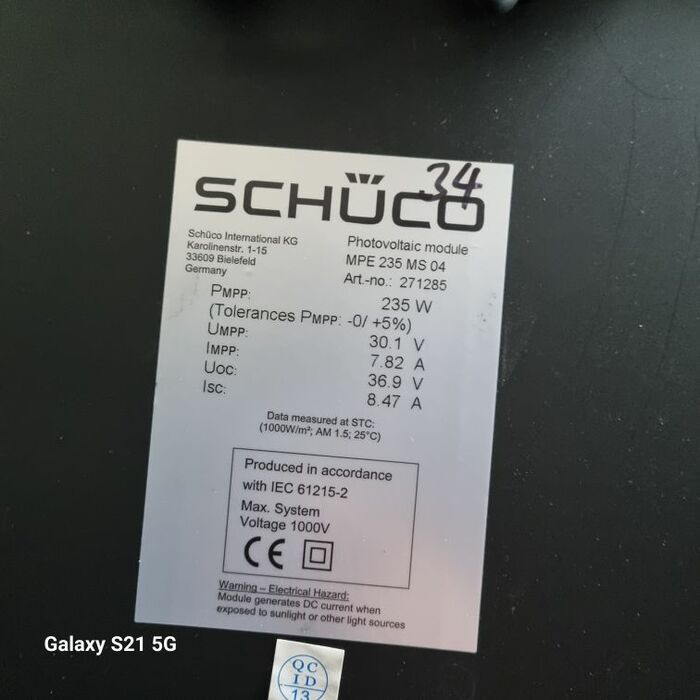 34
SCHÜCO
Schüco International KG
Karolinenstr. 1-15
33609 Bielefeld
Germany
Photovoltaic module
MPE 235 MS 04
Art.-no.: 271285
PMPP: 235 W
(Tolerances PMPP: -0/ +5%)
UMPP: 30.1 V
IMPP: 7.82 A
Uoc: 36.9 V
Isc: 8.47 A
Data measured at STC:
(1000W/m²; AM 1.5; 25°C)
Produced in accordance
with IEC 61215-2
Max. System
Voltage 1000V
CE
Warning – Electrical Hazard:
Module generates DC current when
exposed to sunlight or other light sources
Galaxy S21 5G
QC
ID
13